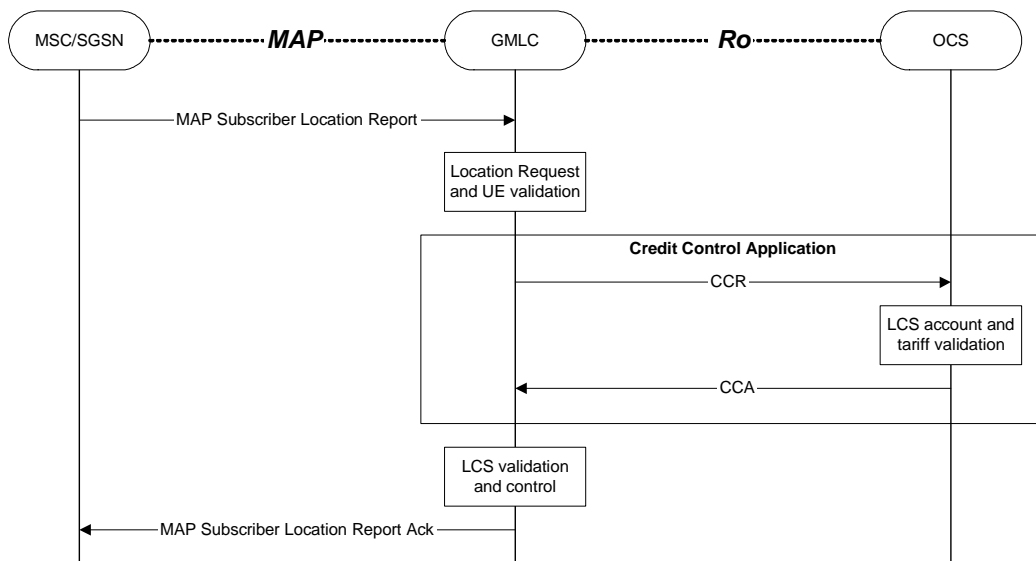 MSC/SGSN
MAP
GMLC
Ro
OCS
MAP Subscriber Location Report
Location Request
and UE validation
Credit Control Application
CCR
LCS account and
tariff validation
CCA
LCS validation
and control
MAP Subscriber Location Report Ack